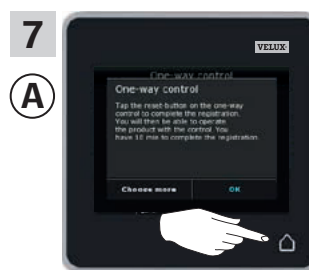 7
A
VELUX
One-way control
One-way control
Tap the reset-button on the one-way
control to complete the registration.
You will then be able to operate
the product with the control. You
have 10 min to complete the registration.
Choose more
OK